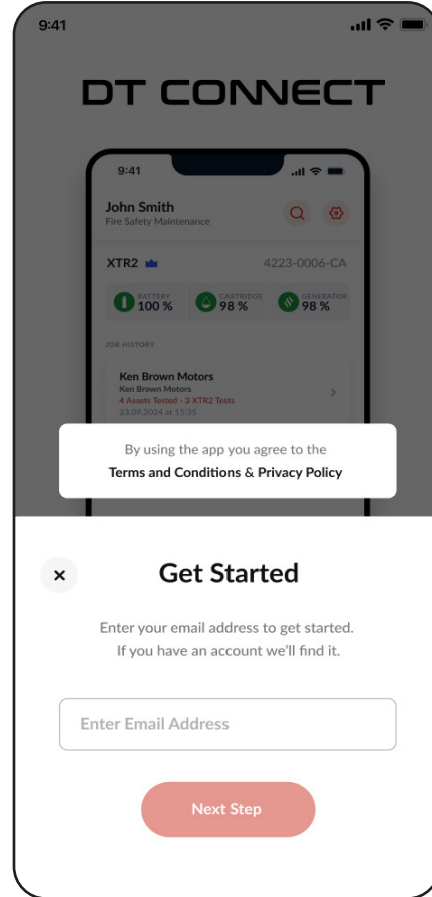 9:41
DT CONNECT
9:41
John Smith
Fire Safety Maintenance
XTR2
4223-0006-CA
BATTERY
100 %
CARTRIDGE
98 %
GENERATOR
98 %
JOB HISTORY
Ken Brown Motors
Ken Brown Motors
4 Assets Tested - 3 XTR2 Tests
23.09.2024 at 15:35
By using the app you agree to the
Terms and Conditions & Privacy Policy
Get Started
Enter your email address to get started.
If you have an account we’ll find it.
Enter Email Address
Next Step